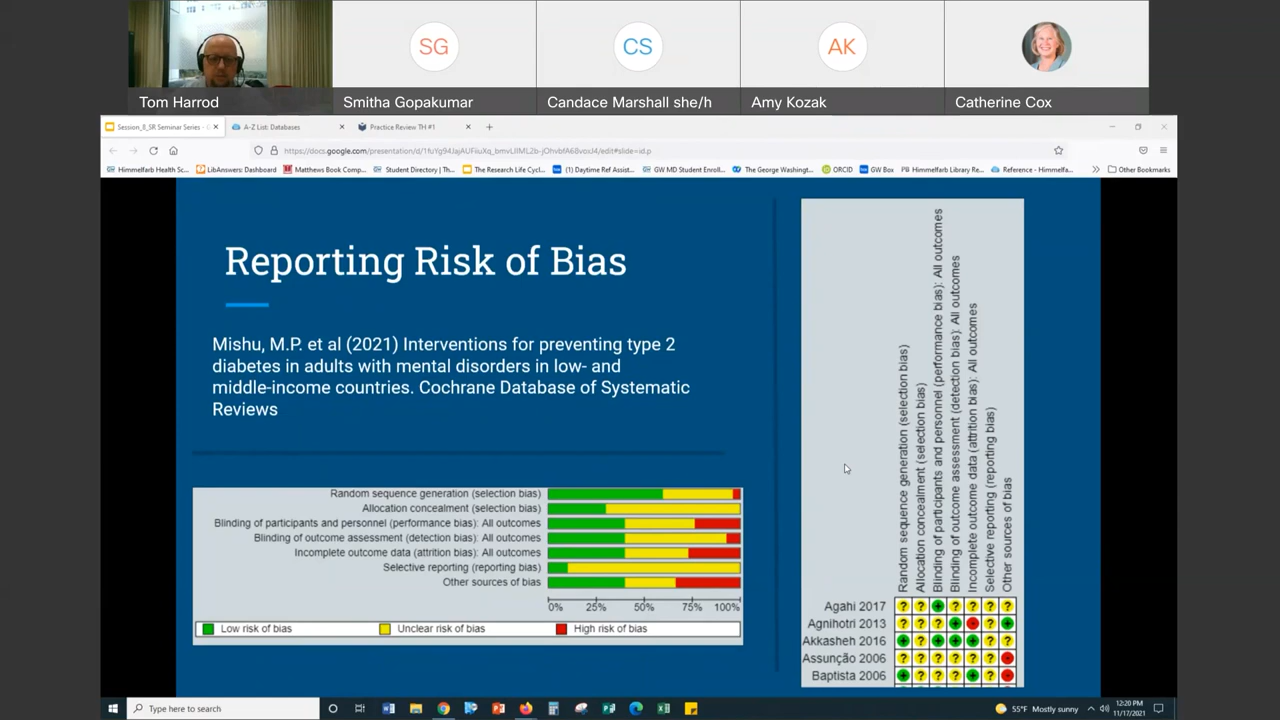 SG
CS
AK
Tom Harrod
Smitha Gopakumar
Candace Marshall she/h
Amy Kozak
Catherine Cox
Session_8_SR Seminar Series - G
A-Z List: Databases
Practice Review TH #1
Himmelfarb Health Sc...
LibAnswers: Dashboard
Matthews Book Comp...
Student Directory | Th...
The Research Life Cycl...
(1) Daytime Ref Assist...
GW MD Student Enroll...
The George Washingt...
ORCID
GW Box
Himmelfarb Library Re...
Reference - Himmelfa...
Other Bookmarks
Reporting Risk of Bias
Mishu, M.P. et al (2021) Interventions for preventing type 2
diabetes in adults with mental disorders in low- and
middle-income countries. Cochrane Database of Systematic
Reviews
Random sequence generation (selection bias)
Allocation concealment (selection bias)
Blinding of participants and personnel (performance bias): All outcomes
Blinding of outcome assessment (detection bias): All outcomes
Incomplete outcome data (attrition bias): All outcomes
Selective reporting (reporting bias)
Other sources of bias
0% 25% 50% 75% 100%
Low risk of bias
Unclear risk of bias
High risk of bias
Random sequence generation (selection bias)
Allocation concealment (selection bias)
Blinding of participants and personnel (performance bias): All outcomes
Blinding of outcome assessment (detection bias): All outcomes
Incomplete outcome data (attrition bias): All outcomes
Selective reporting (reporting bias)
Other sources of bias
Agahi 2017 ? ? + ? ? ? ?
Agnihotri 2013 ? ? ? + - ? +
Akkasheh 2016 + ? + + + ? ?
Assunção 2006 ? ? ? ? ? ? -
Baptista 2006 + ? ? ? + ? -
Type here to search
55°F Mostly sunny
12:20 PM
11/17/2021